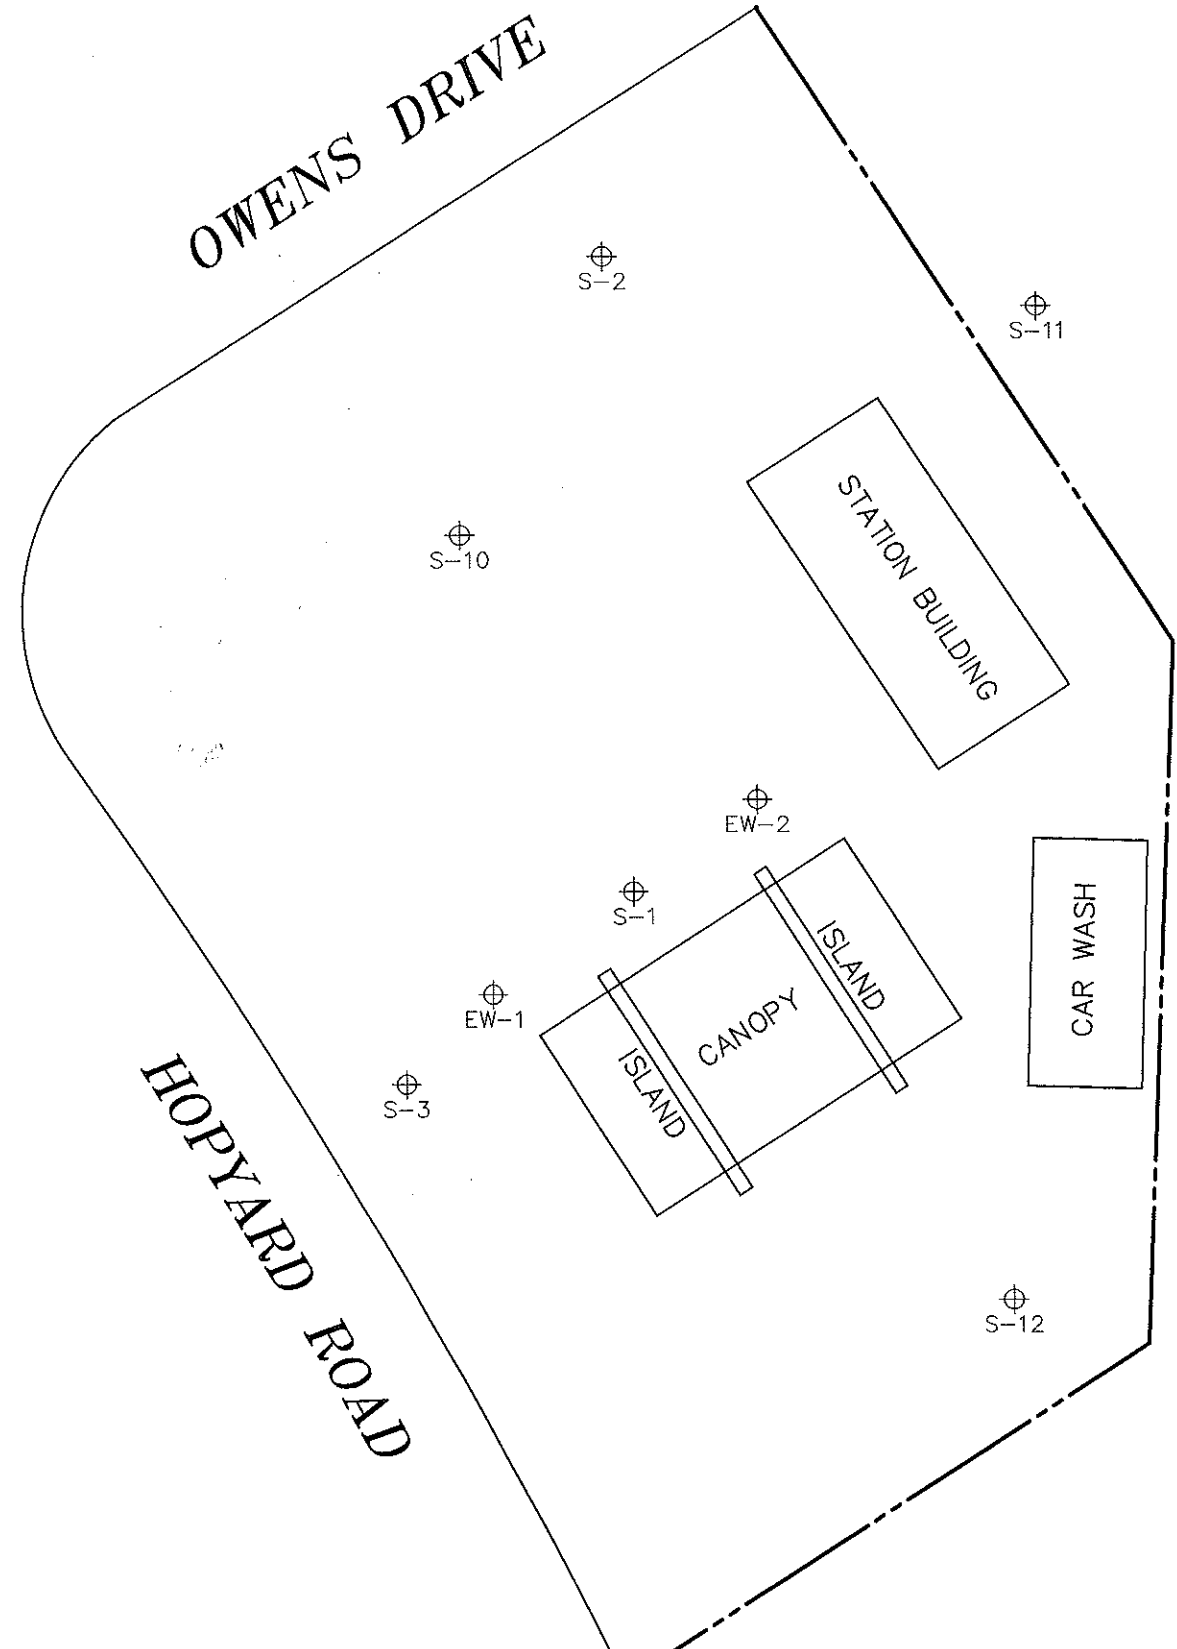 OWENS DRIVE
S-2
S-11
S-10
STATION BUILDING
EW-2
S-1
ISLAND
CAR WASH
EW-1
CANOPY
ISLAND
S-3
HOPYARD ROAD
S-12